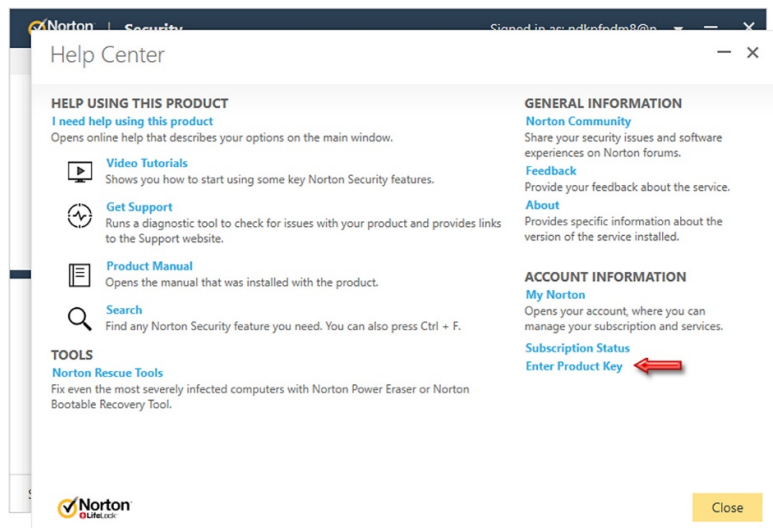 Norton | Security
Signed in as:
Help Center
HELP USING THIS PRODUCT
I need help using this product
Opens online help that describes your options on the main window.
Video Tutorials
Shows you how to start using some key Norton Security features.
Get Support
Runs a diagnostic tool to check for issues with your product and provides links
to the Support website.
Product Manual
Opens the manual that was installed with the product.
Search
Find any Norton Security feature you need. You can also press Ctrl + F.
TOOLS
Norton Rescue Tools
Fix even the most severely infected computers with Norton Power Eraser or Norton
Bootable Recovery Tool.
GENERAL INFORMATION
Norton Community
Share your security issues and software
experiences on Norton forums.
Feedback
Provide your feedback about the service.
About
Provides specific information about the
version of the service installed.
ACCOUNT INFORMATION
My Norton
Opens your account, where you can
manage your subscription and services.
Subscription Status
Enter Product Key
Norton
LifeLock
Close